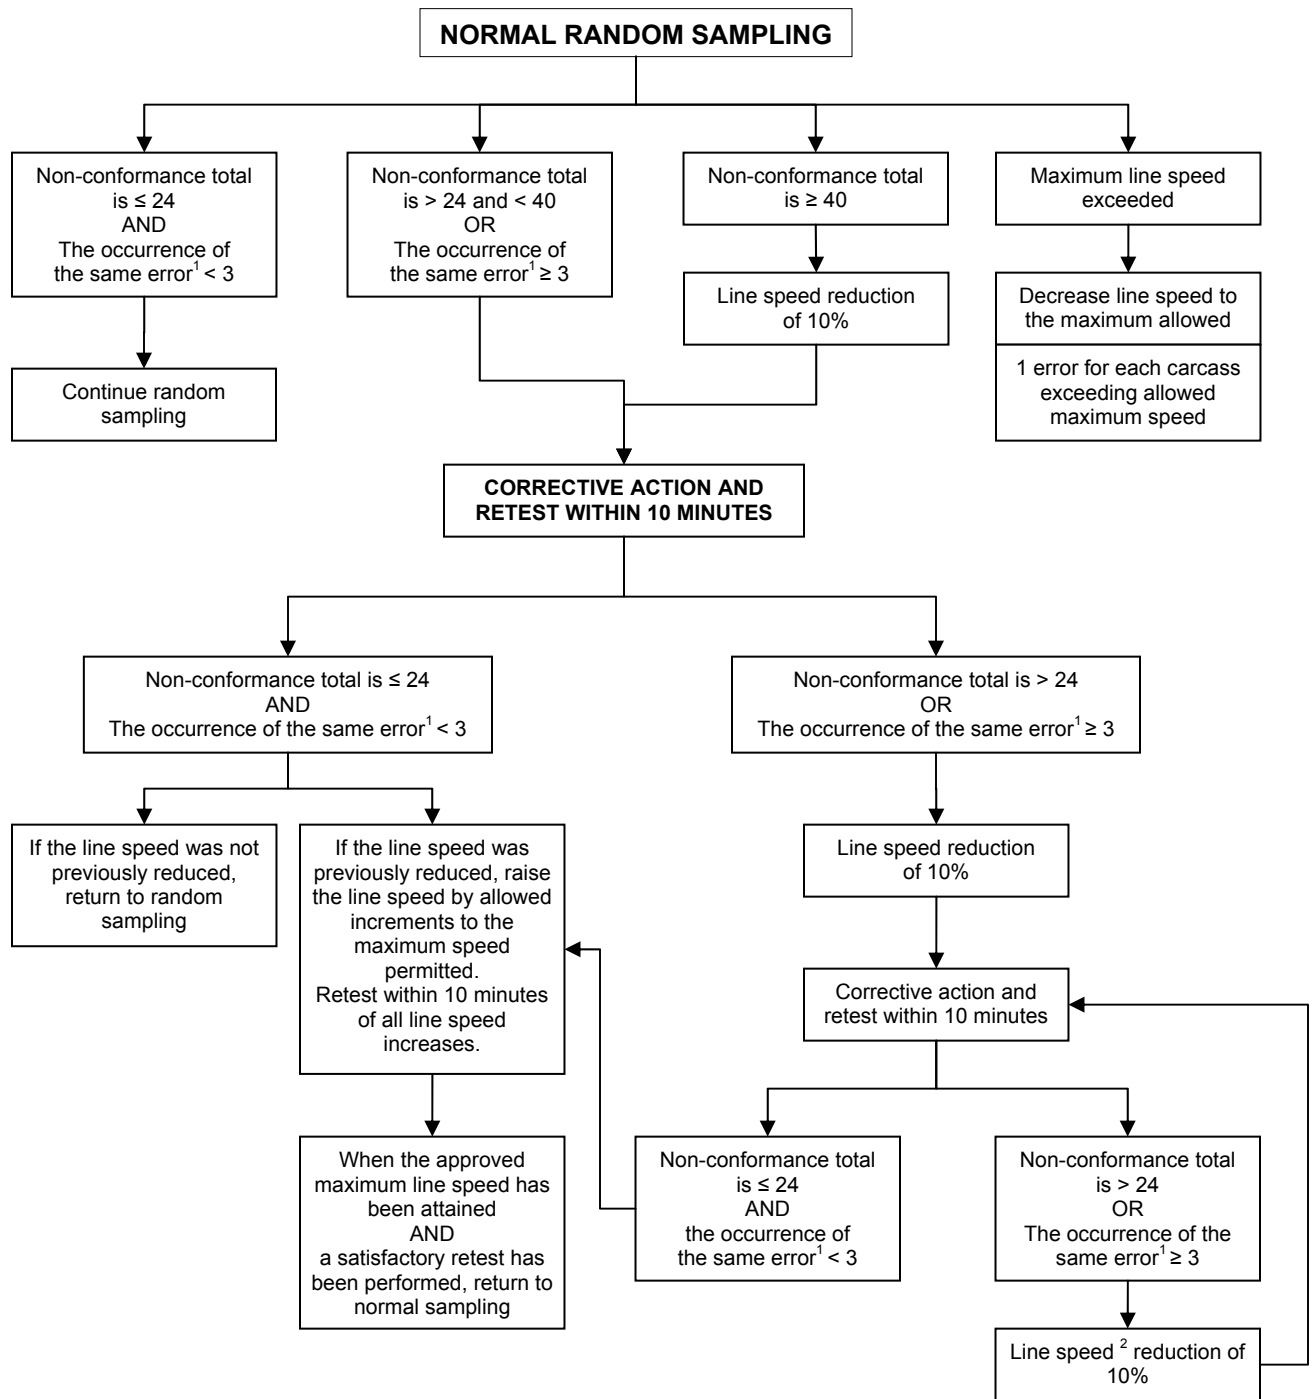 NORMAL RANDOM SAMPLING
Non-conformance total
is ≤ 24
AND
The occurrence of
the same error¹ < 3
Non-conformance total
is > 24 and < 40
OR
The occurrence of
the same error¹ ≥ 3
Non-conformance total
is ≥ 40
Maximum line speed
exceeded
Line speed reduction
of 10%
Decrease line speed to
the maximum allowed
1 error for each carcass
exceeding allowed
maximum speed
Continue random
sampling
CORRECTIVE ACTION AND
RETEST WITHIN 10 MINUTES
Non-conformance total is ≤ 24
AND
The occurrence of the same error¹ < 3
Non-conformance total is > 24
OR
The occurrence of the same error¹ ≥ 3
If the line speed was not
previously reduced,
return to random
sampling
If the line speed was
previously reduced, raise
the line speed by allowed
increments to the
maximum speed
permitted.
Retest within 10 minutes
of all line speed
increases.
Line speed reduction
of 10%
Corrective action and
retest within 10 minutes
When the approved
maximum line speed has
been attained
AND
a satisfactory retest has
been performed, return to
normal sampling
Non-conformance total
is ≤ 24
AND
the occurrence of
the same error¹ < 3
Non-conformance total
is > 24
OR
The occurrence of the
same error¹ ≥ 3
Line speed ² reduction of
10%